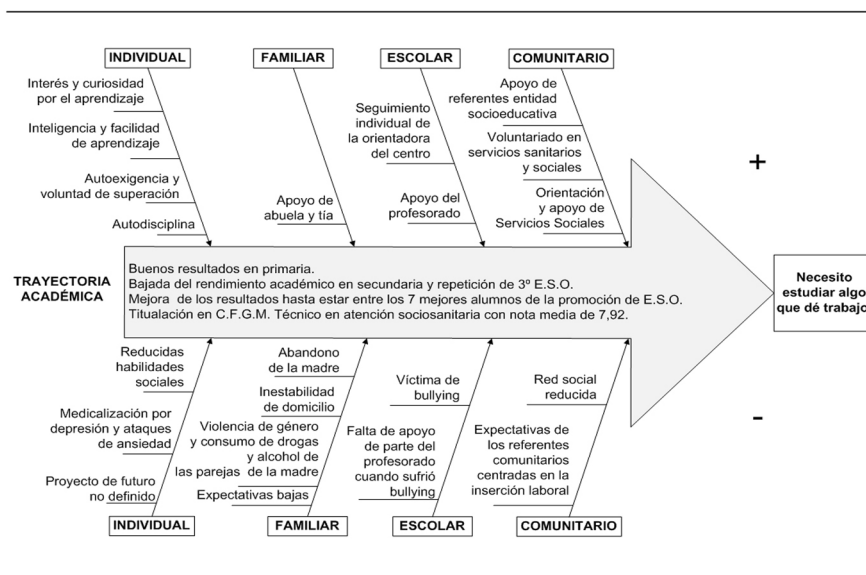 INDIVIDUAL
Interés y curiosidad
por el aprendizaje
Inteligencia y facilidad
de aprendizaje
Autoexigencia y
voluntad de superación
Autodisciplina
FAMILIAR
Apoyo de
abuela y tía
ESCOLAR
Seguimiento
individual de
la orientadora
del centro
Apoyo del
profesorado
COMUNITARIO
Apoyo de
referentes entidad
socioeducativa
Voluntariado en
servicios sanitarios
y sociales
Orientación
y apoyo de
Servicios Sociales
+
TRAYECTORIA
ACADÉMICA
Buenos resultados en primaria.
Bajada del rendimiento académico en secundaria y repetición de 3º E.S.O.
Mejora de los resultados hasta estar entre los 7 mejores alumnos de la promoción de E.S.O.
Titualación en C.F.G.M. Técnico en atención sociosanitaria con nota media de 7,92.
Necesito
estudiar algo
que dé trabajo
Reducidas
habilidades
sociales
Medicalización por
depresión y ataques
de ansiedad
Proyecto de futuro
no definido
INDIVIDUAL
Abandono
de la madre
Inestabilidad
de domicilio
Violencia de género
y consumo de drogas
y alcohol de
las parejas de la madre
Expectativas bajas
FAMILIAR
Víctima de
bullying
Falta de apoyo
de parte del
profesorado
cuando sufrió
bullying
ESCOLAR
Red social
reducida
Expectativas de
los referentes
comunitarios
centradas en la
inserción laboral
COMUNITARIO
-